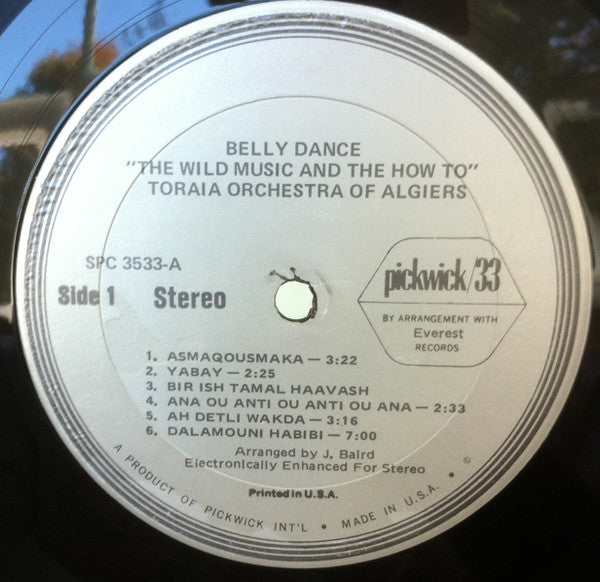 BELLY DANCE
"THE WILD MUSIC AND THE HOW TO"
TORAIA ORCHESTRA OF ALGIERS
SPC 3533-A
Side 1 Stereo
pickwick/33
BY ARRANGEMENT WITH
Everest
RECORDS
1. ASMAQOUSMAKA — 3:22
2. YABAY — 2:25
3. BIR ISH TAMAL HAAVASH
4. ANA OU ANTI OU ANTI OU ANA — 2:33
5. AH DETLI WAKDA — 3:16
6. DALAMOUNI HABIBI — 7:00
Arranged by J. Baird
Electronically Enhanced For Stereo
Printed in U.S.A.
A PRODUCT OF PICKWICK INT'L • MADE IN U.S.A. • ©